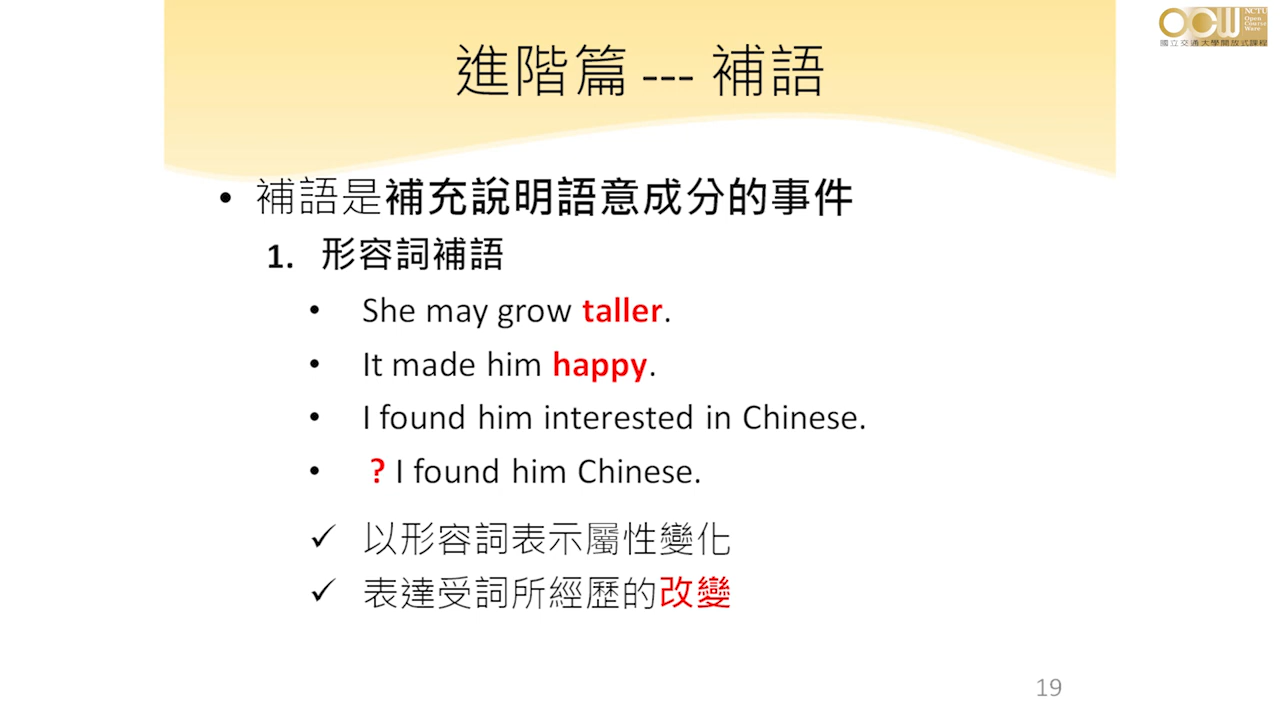 NCTU
Open
Course
Ware
OCW
國立交通大學開放式課程
進階篇 --- 補語
• 補語是補充說明語意成分的事件
1. 形容詞補語
• She may grow taller.
• It made him happy.
• I found him interested in Chinese.
• ? I found him Chinese.
✓ 以形容詞表示屬性變化
✓ 表達受詞所經歷的改變
19